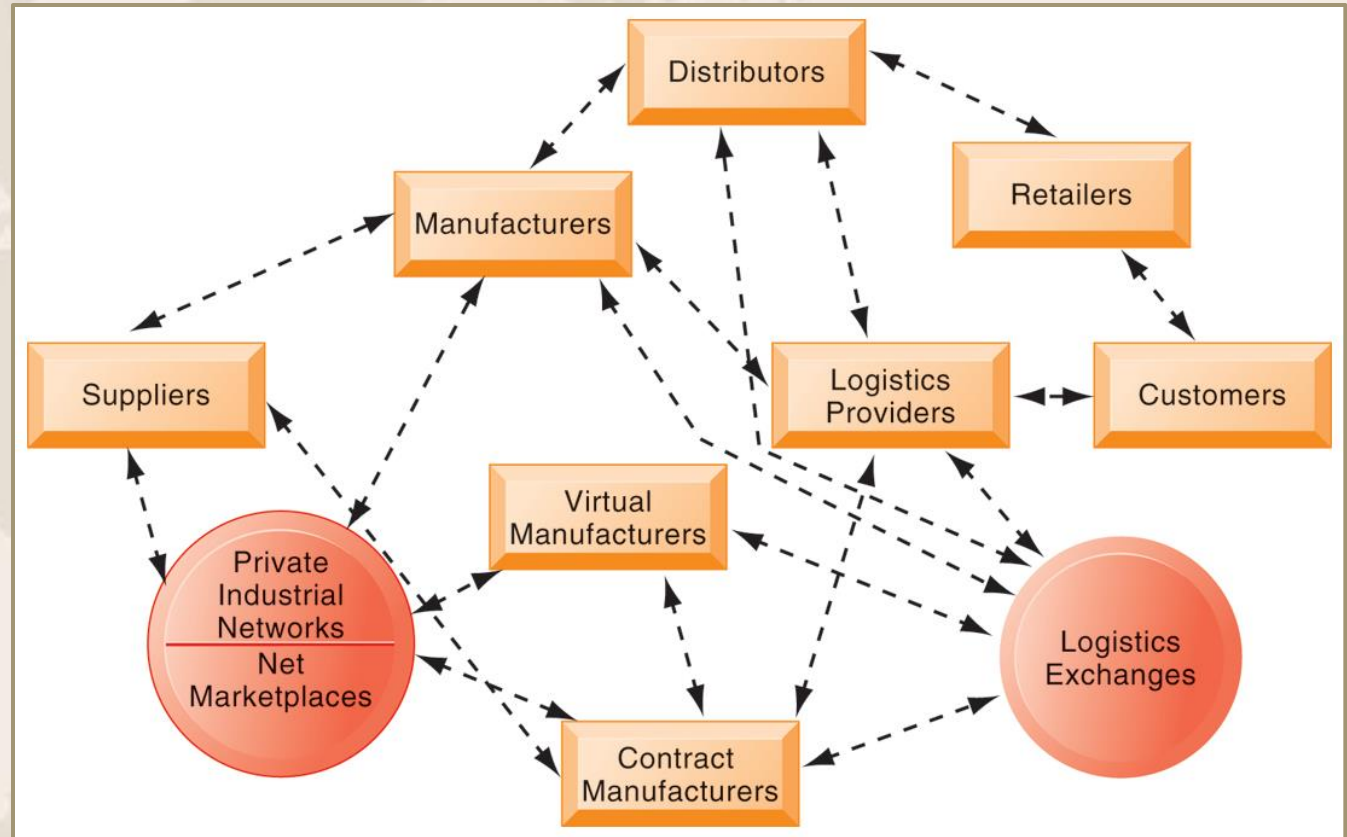 Distributors
Retailers
Manufacturers
Suppliers
Logistics
Providers
Customers
Virtual
Manufacturers
Private
Industrial
Networks
Net
Marketplaces
Logistics
Exchanges
Contract
Manufacturers